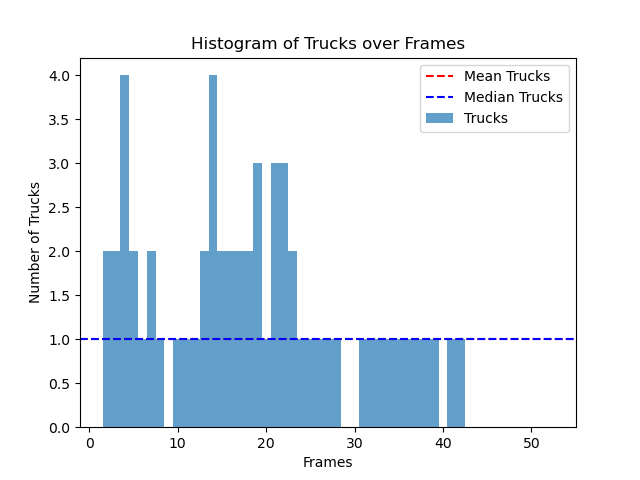 Histogram of Trucks over Frames
Mean Trucks
Median Trucks
Trucks
4.0
3.5
3.0
2.5
2.0
1.5
1.0
0.5
0.0
Number of Trucks
0 10 20 30 40 50
Frames